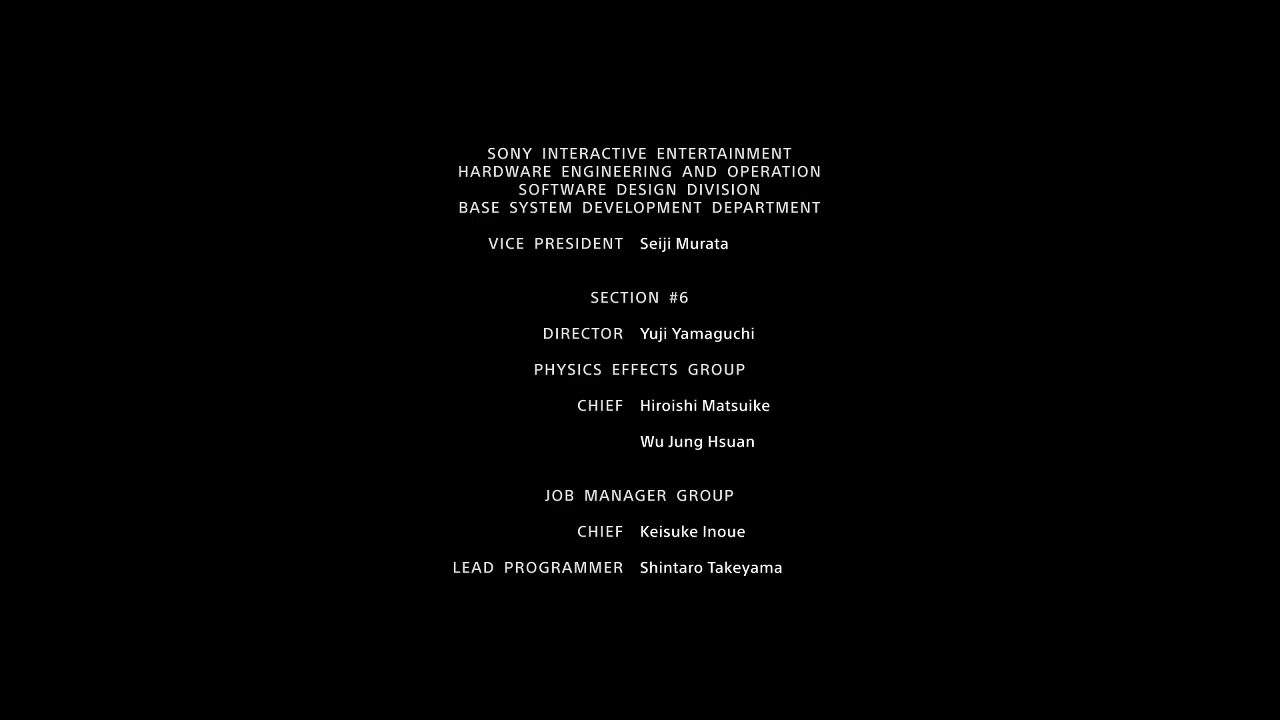 SONY INTERACTIVE ENTERTAINMENT
HARDWARE ENGINEERING AND OPERATION
SOFTWARE DESIGN DIVISION
BASE SYSTEM DEVELOPMENT DEPARTMENT
VICE PRESIDENT Seiji Murata
SECTION #6
DIRECTOR Yuji Yamaguchi
PHYSICS EFFECTS GROUP
CHIEF Hiroishi Matsuike
Wu Jung Hsuan
JOB MANAGER GROUP
CHIEF Keisuke Inoue
LEAD PROGRAMMER Shintaro Takeyama